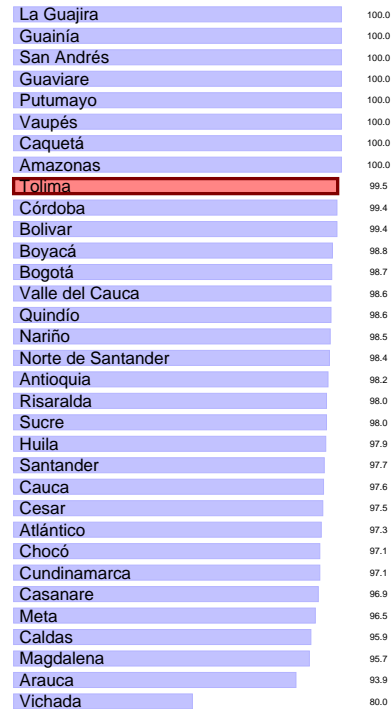 La Guajira 100.0
Guainía 100.0
San Andrés 100.0
Guaviare 100.0
Putumayo 100.0
Vaupés 100.0
Caquetá 100.0
Amazonas 100.0
Tolima 99.5
Córdoba 99.4
Bolivar 99.4
Boyacá 98.8
Bogotá 98.7
Valle del Cauca 98.6
Quindío 98.6
Nariño 98.5
Norte de Santander 98.4
Antioquia 98.2
Risaralda 98.0
Sucre 98.0
Huila 97.9
Santander 97.7
Cauca 97.6
Cesar 97.5
Atlántico 97.3
Chocó 97.1
Cundinamarca 97.1
Casanare 96.9
Meta 96.5
Caldas 95.9
Magdalena 95.7
Arauca 93.9
Vichada 80.0